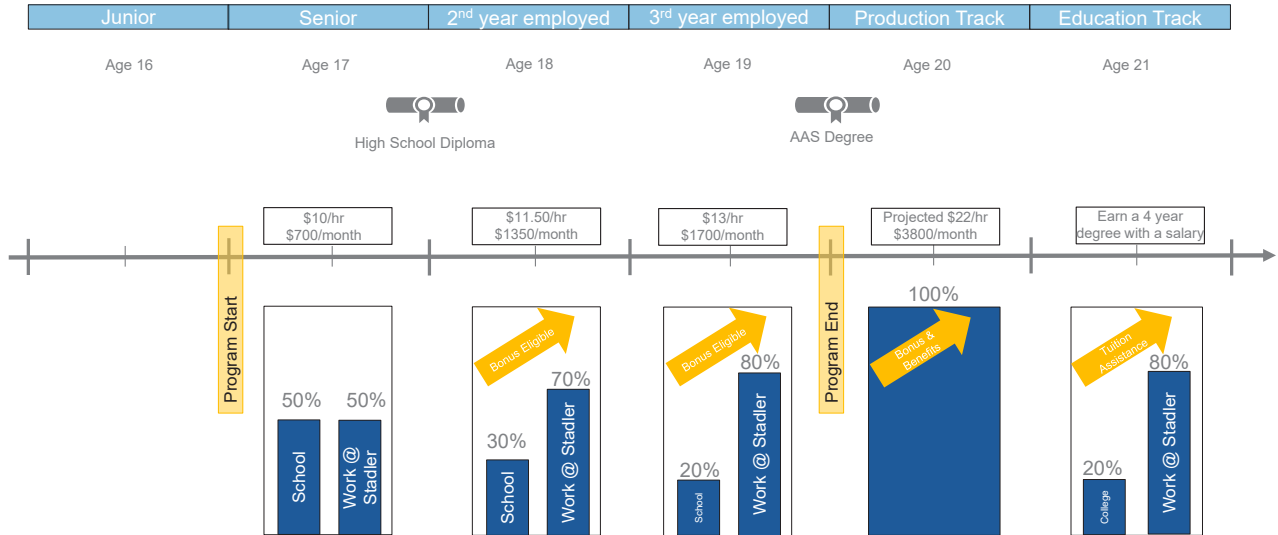 Junior
Senior
2nd year employed
3rd year employed
Production Track
Education Track
Age 16
Age 17
Age 18
Age 19
Age 20
Age 21
High School Diploma
AAS Degree
$10/hr
$700/month
$11.50/hr
$1350/month
$13/hr
$1700/month
Projected $22/hr
$3800/month
Earn a 4 year
degree with a salary
Program Start
50%
School
50%
Work @
Stadler
Bonus Eligible
30%
School
70%
Work @ Stadler
Bonus Eligible
20%
School
80%
Work @ Stadler
Program End
100%
Bonus &
Benefits
Tuition
Assistance
20%
College
80%
Work @ Stadler